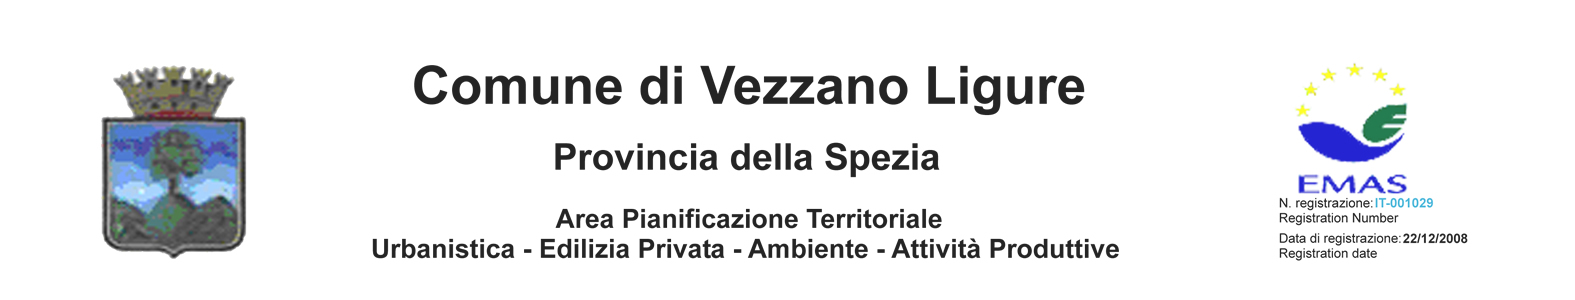 Comune di Vezzano Ligure
Provincia della Spezia
Area Pianificazione Territoriale
Urbanistica - Edilizia Privata - Ambiente - Attività Produttive
EMAS
N. registrazione: IT-001029
Registration Number
Data di registrazione: 22/12/2008
Registration date